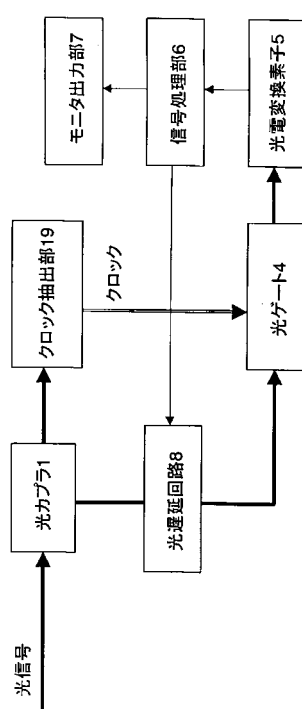 光信号
光カプラ1
クロック抽出部19
クロック
光遅延回路8
光ゲート4
光電変換素子5
信号処理部6
モニタ出力部7